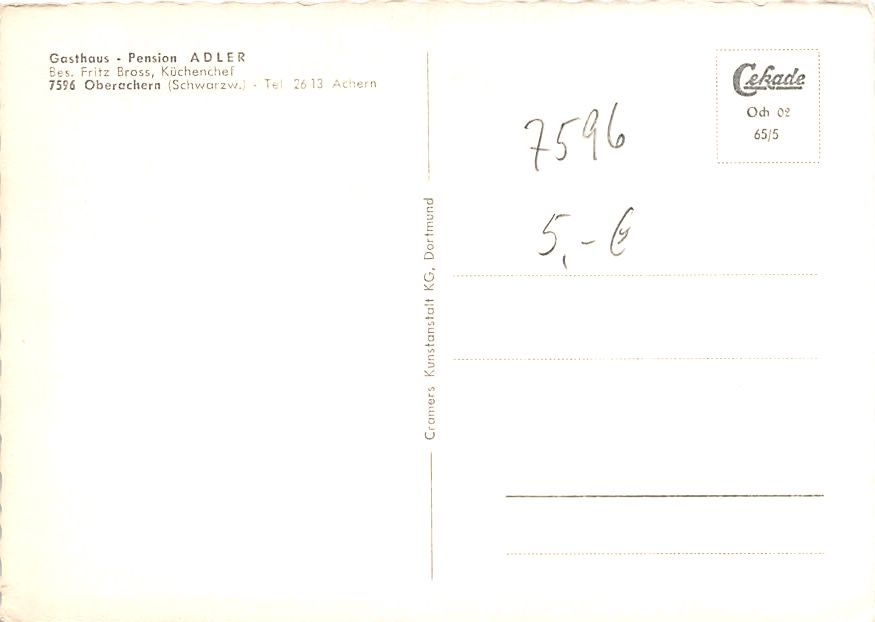 Gasthaus - Pension ADLER
Bes. Fritz Bross, Küchenchef
7596 Oberachern (Schwarzw.) - Tel 2613 Achern
Cramers Kunstanstalt KG, Dortmund
Cekade
Och 02
65/5
7596
5,- €